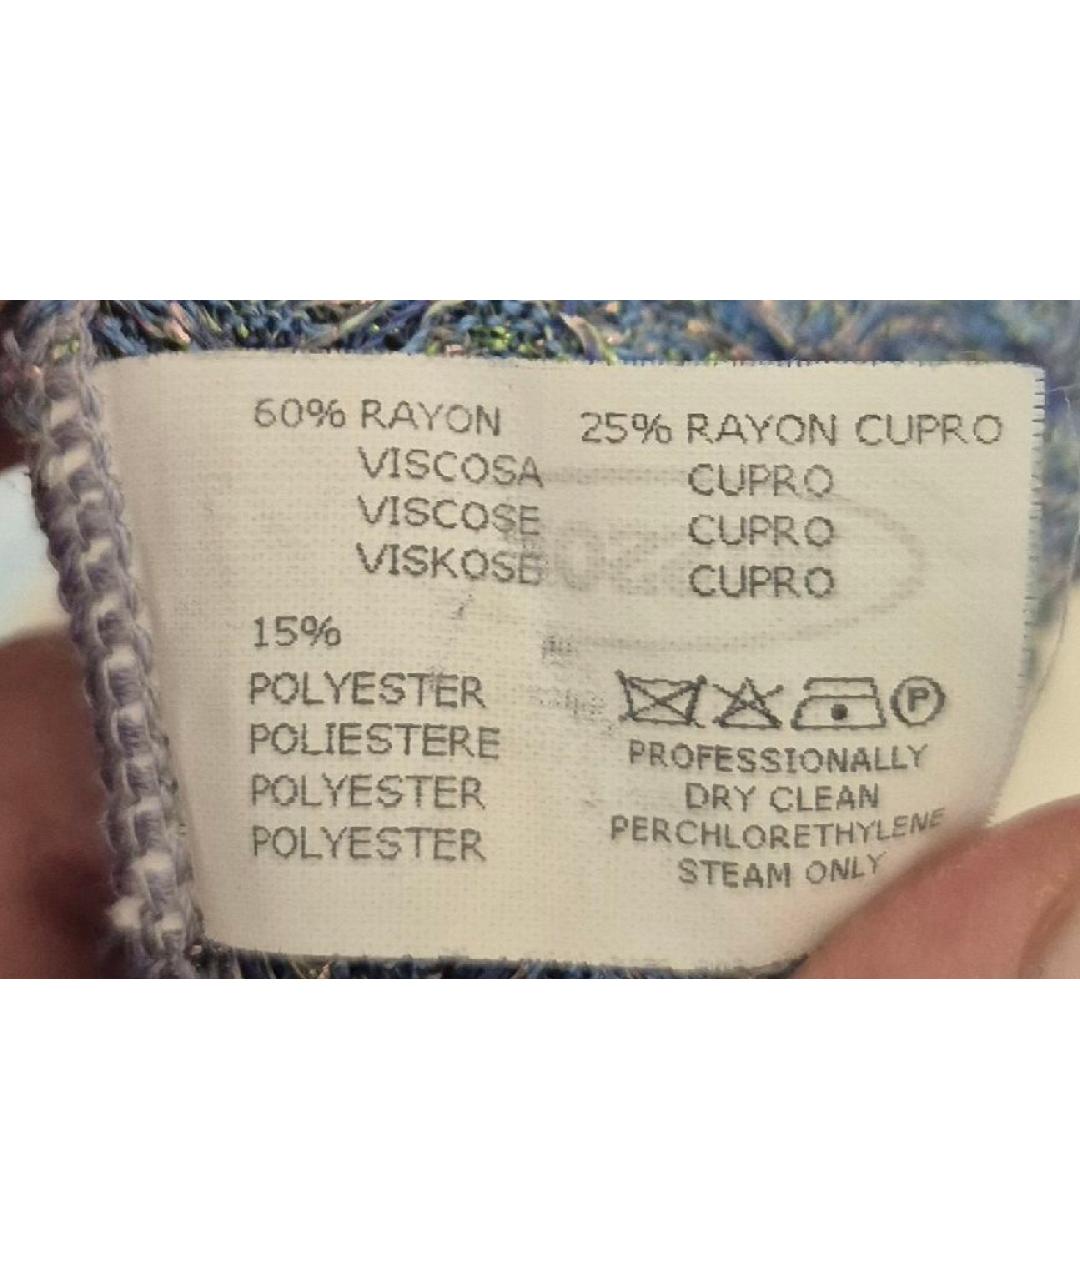 60% RAYON
VISCOSA
VISCOSE
VISKOSE
15%
POLYESTER
POLIESTERE
POLYESTER
POLYESTER
25% RAYON CUPRO
CUPRO
CUPRO
CUPRO
P
PROFESSIONALLY
DRY CLEAN
PERCHLORETHYLENE
STEAM ONLY